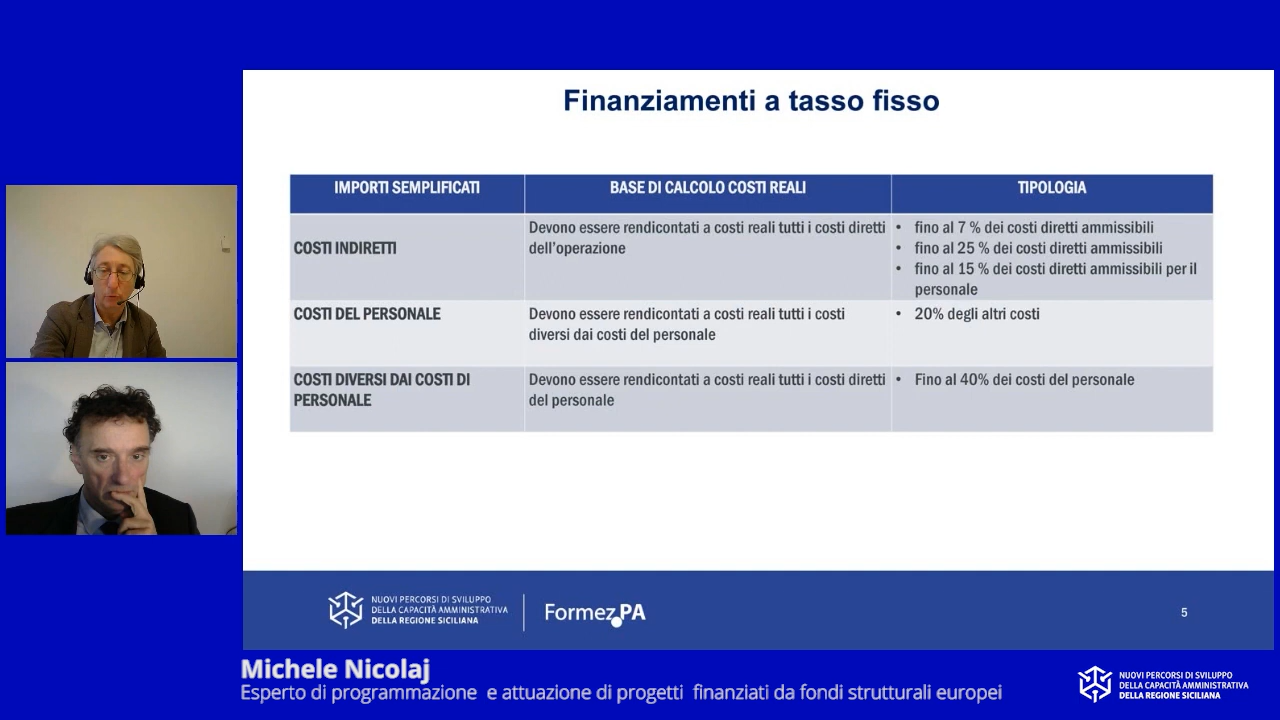 Finanziamenti a tasso fisso
IMPORTI SEMPLIFICATI
BASE DI CALCOLO COSTI REALI
TIPOLOGIA
COSTI INDIRETTI
Devono essere rendicontati a costi reali tutti i costi diretti
dell'operazione
• fino al 7 % dei costi diretti ammissibili
• fino al 25 % dei costi diretti ammissibili
• fino al 15 % dei costi diretti ammissibili per il
personale
COSTI DEL PERSONALE
Devono essere rendicontati a costi reali tutti i costi
diversi dai costi del personale
• 20% degli altri costi
COSTI DIVERSI DAI COSTI DI
PERSONALE
Devono essere rendicontati a costi reali tutti i costi diretti
del personale
• Fino al 40% dei costi del personale
NUOVI PERCORSI DI SVILUPPO
DELLA CAPACITÀ AMMINISTRATIVA
DELLA REGIONE SICILIANA
Formez PA
5
Michele Nicolaj
Esperto di programmazione e attuazione di progetti finanziati da fondi strutturali europei
NUOVI PERCORSI DI SVILUPPO
DELLA CAPACITÀ AMMINISTRATIVA
DELLA REGIONE SICILIANA